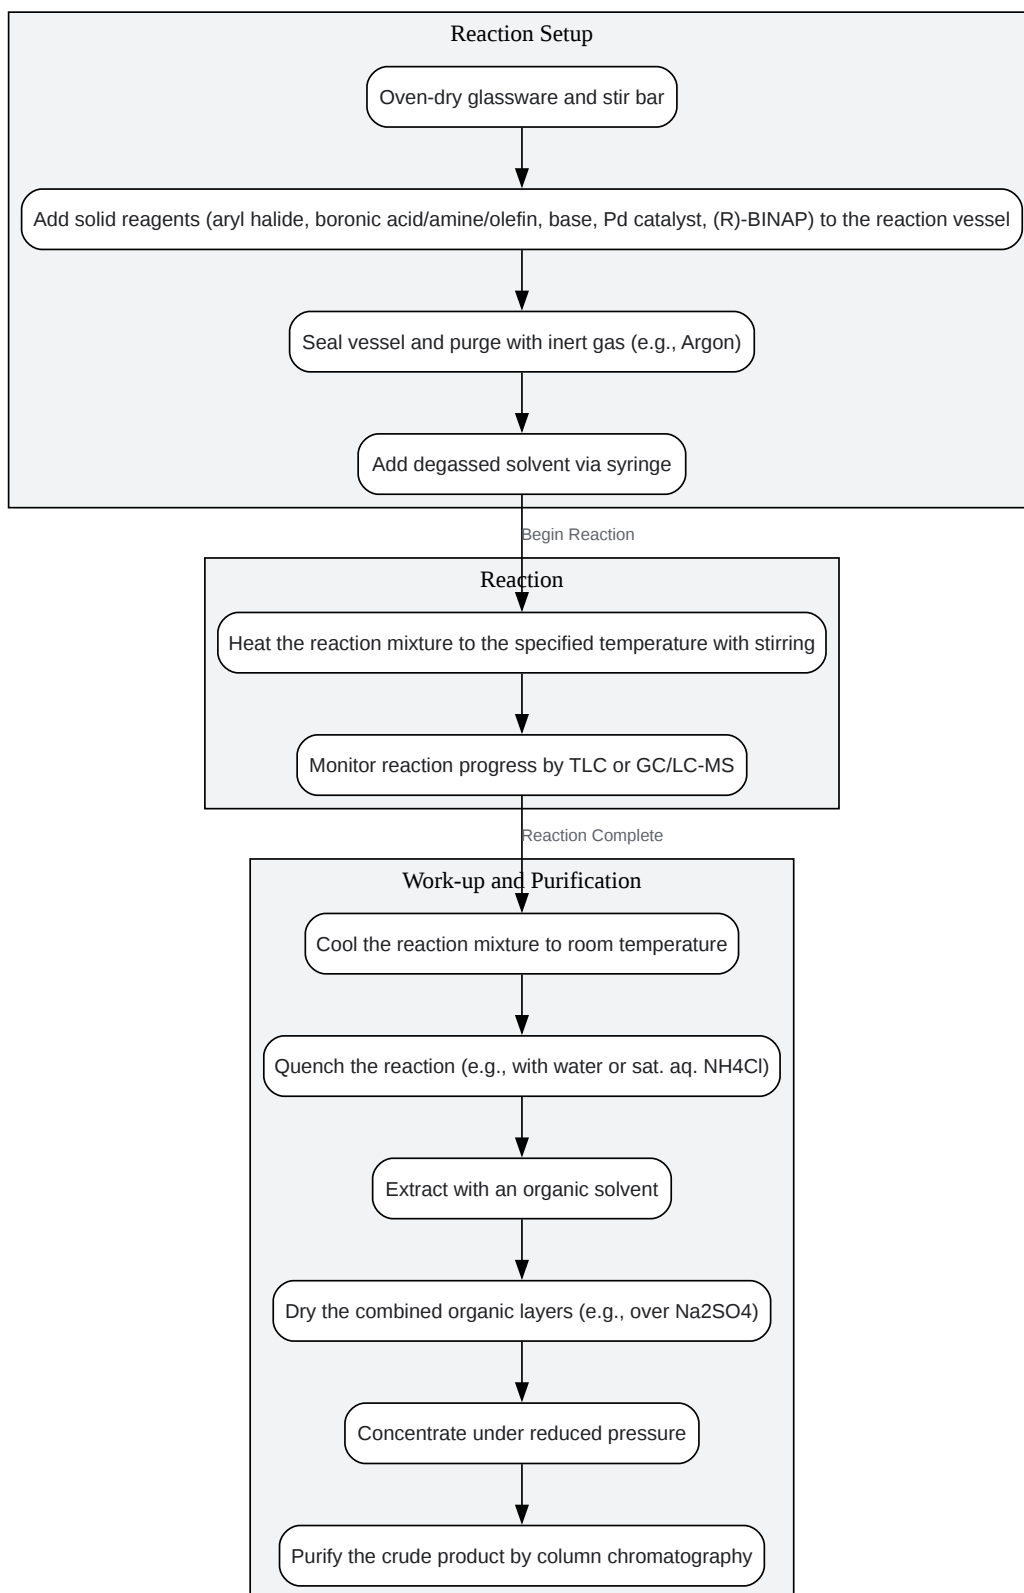 Reaction Setup
Oven-dry glassware and stir bar
Add solid reagents (aryl halide, boronic acid/amine/olefin, base, Pd catalyst, (R)-BINAP) to the reaction vessel
Seal vessel and purge with inert gas (e.g., Argon)
Add degassed solvent via syringe
Begin Reaction
Reaction
Heat the reaction mixture to the specified temperature with stirring
Monitor reaction progress by TLC or GC/LC-MS
Reaction Complete
Work-up and Purification
Cool the reaction mixture to room temperature
Quench the reaction (e.g., with water or sat. aq. NH4Cl)
Extract with an organic solvent
Dry the combined organic layers (e.g., over Na2SO4)
Concentrate under reduced pressure
Purify the crude product by column chromatography